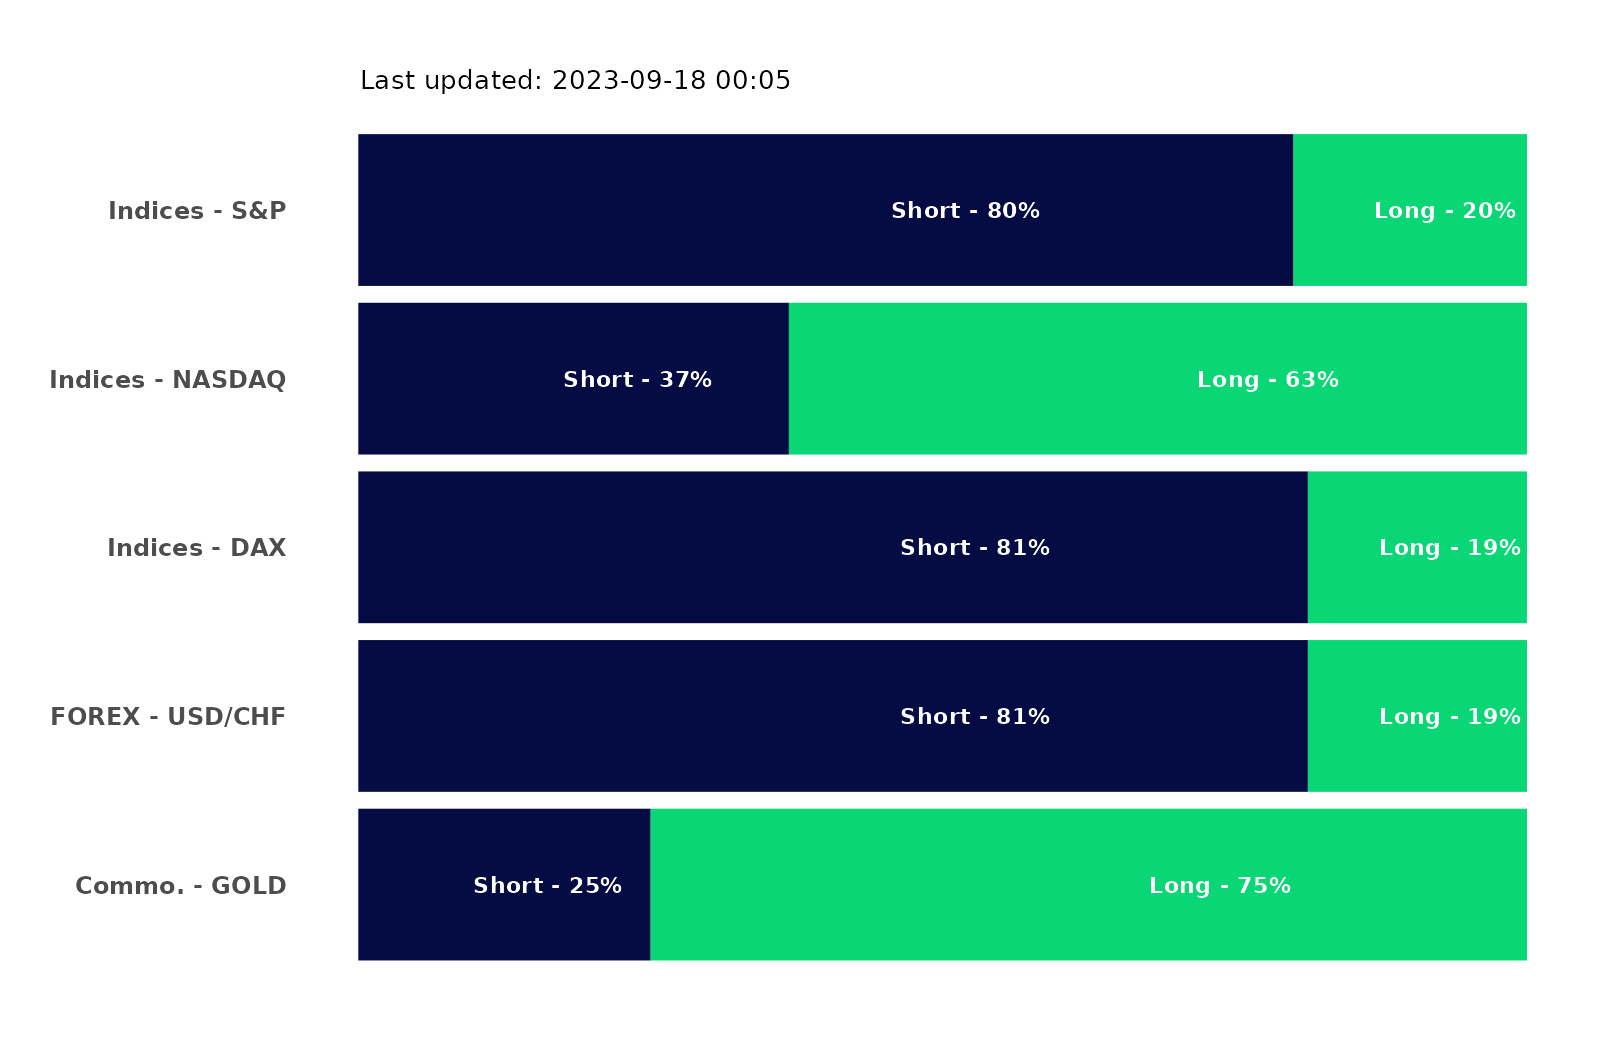 Last updated: 2023-09-18 00:05
Indices - S&P Short - 80% Long - 20%
Indices - NASDAQ Short - 37% Long - 63%
Indices - DAX Short - 81% Long - 19%
FOREX - USD/CHF Short - 81% Long - 19%
Commo. - GOLD Short - 25% Long - 75%